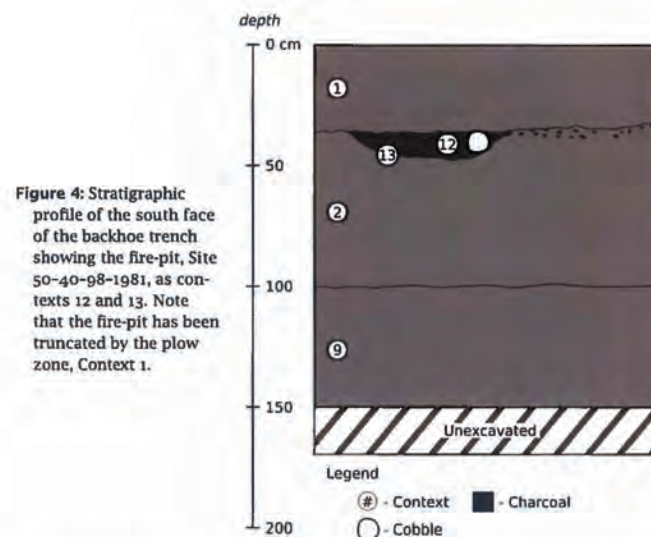 depth
0 cm
50
100
150
200
1
12
13
2
9
Unexcavated
Figure 4: Stratigraphic
profile of the south face
of the backhoe trench
showing the fire-pit, Site
50-40-98-1981, as con-
texts 12 and 13. Note
that the fire-pit has been
truncated by the plow
zone, Context 1.
Legend
# - Context - Charcoal
- Cobble